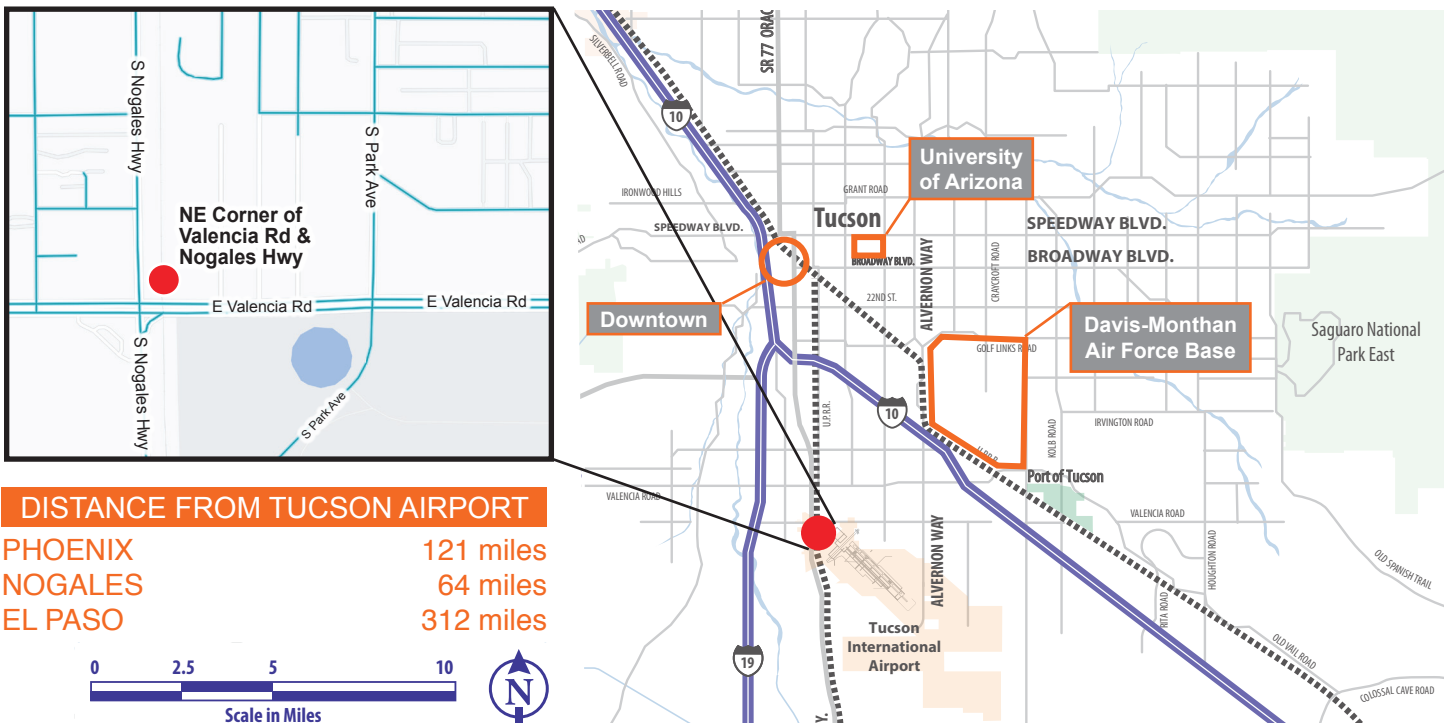 S Nogales Hwy
S Park Ave
NE Corner of
Valencia Rd &
Nogales Hwy
E Valencia Rd
E Valencia Rd
S Nogales Hwy
S Park Ave
DISTANCE FROM TUCSON AIRPORT
PHOENIX 121 miles
NOGALES 64 miles
EL PASO 312 miles
0 2.5 5 10
Scale in Miles
N
SILVERBELL ROAD
SR 77 ORAC
10
University
of Arizona
IRONWOOD HILLS
GRANT ROAD
Tucson
SPEEDWAY BLVD.
SPEEDWAY BLVD.
BROADWAY BLVD.
BROADWAY BLVD.
ALVERNON WAY
CRAYCROFT ROAD
22ND ST.
Downtown
Davis-Monthan
Air Force Base
GOLF LINKS ROAD
Saguaro National
Park East
U.P.R.R.
10
IRVINGTON ROAD
KOLB ROAD
U.P.R.R.
Port of Tucson
VALENCIA ROAD
VALENCIA ROAD
ALVERNON WAY
HOUGHTON ROAD
OLD SPANISH TRAIL
RITA ROAD
Tucson
International
Airport
OLD VAIL ROAD
19
COLOSSAL CAVE ROAD
Y.